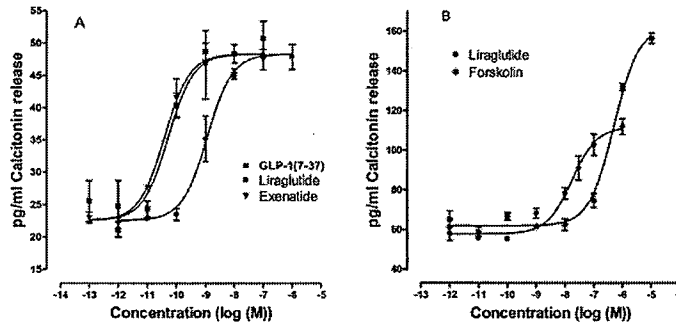 A
pg/ml Calcitonin release
55
50
45
40
35
30
25
20
15
GLP-1(7-37)
Liraglutide
Exenatide
-14 -13 -12 -11 -10 -9 -8 -7 -6 -5
Concentration (log (M))
B
pg/ml Calcitonin release
160
140
120
100
80
60
40
Liraglutide
Forskolin
-13 -12 -11 -10 -9 -8 -7 -6 -5 -4
Concentration (log (M))